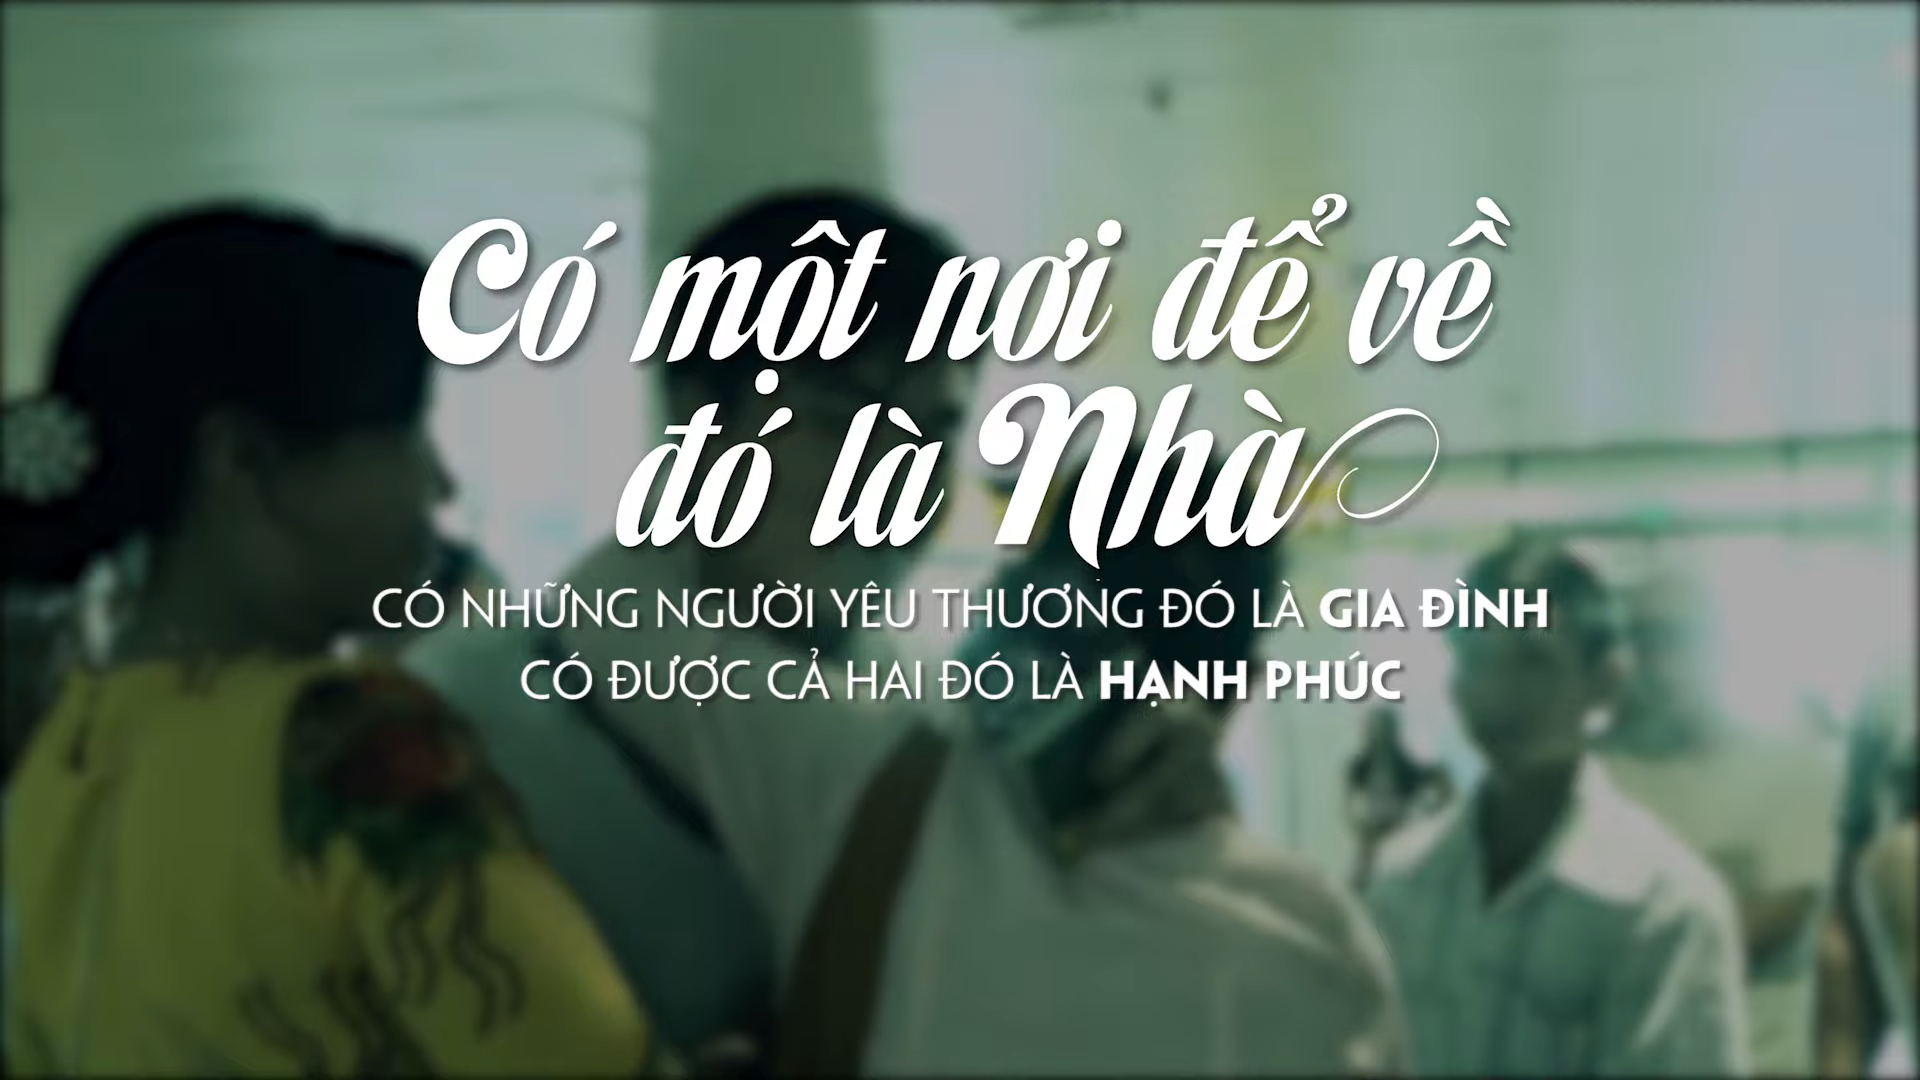 Có một nơi để về
đó là Nhà
CÓ NHỮNG NGƯỜI YÊU THƯƠNG ĐÓ LÀ GIA ĐÌNH
CÓ ĐƯỢC CẢ HAI ĐÓ LÀ HẠNH PHÚC